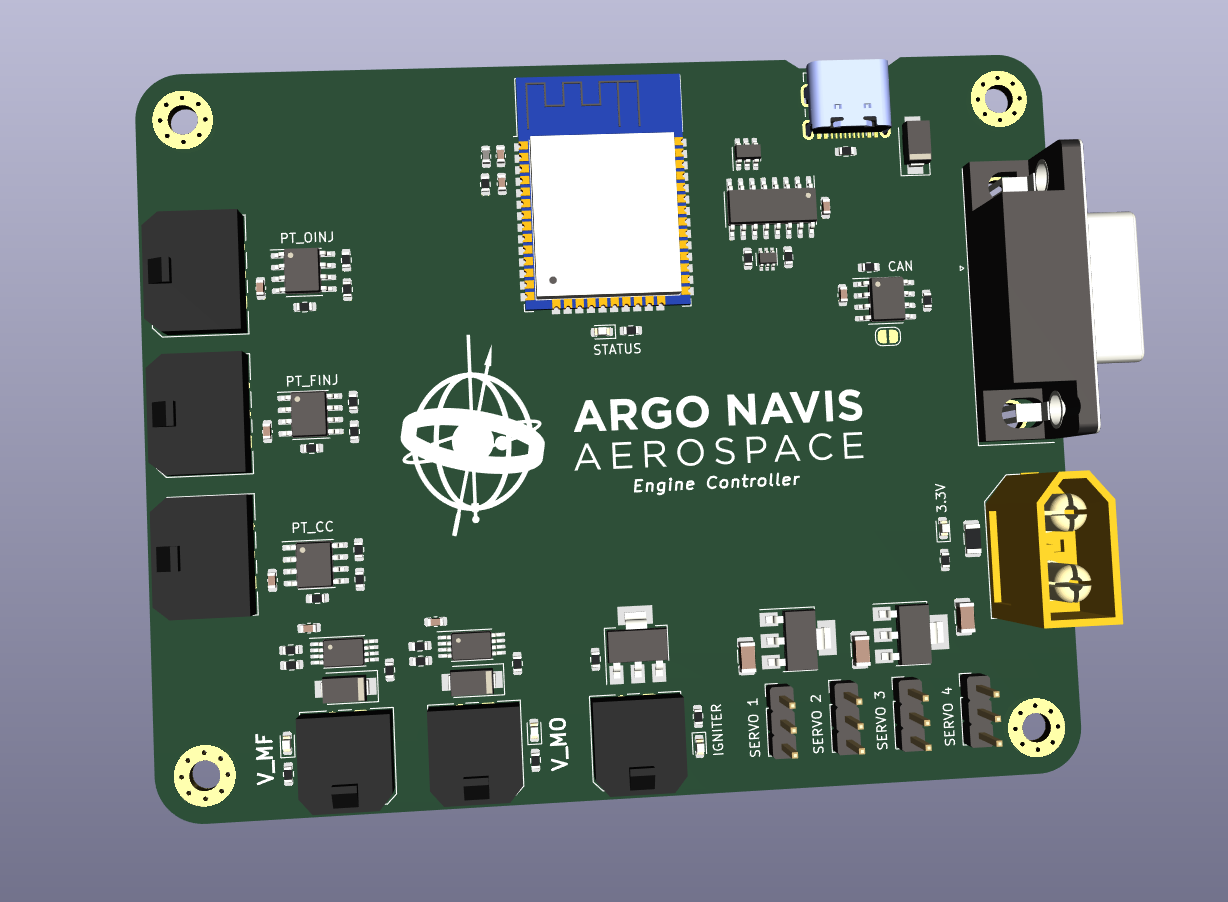 PT_OINJ
CAN
STATUS
PT_FINJ
ARGO NAVIS
AEROSPACE
Engine Controller
3.3V
PT_CC
V_MF
V_MO
IGNITER
SERVO 1
SERVO 2
SERVO 3
SERVO 4